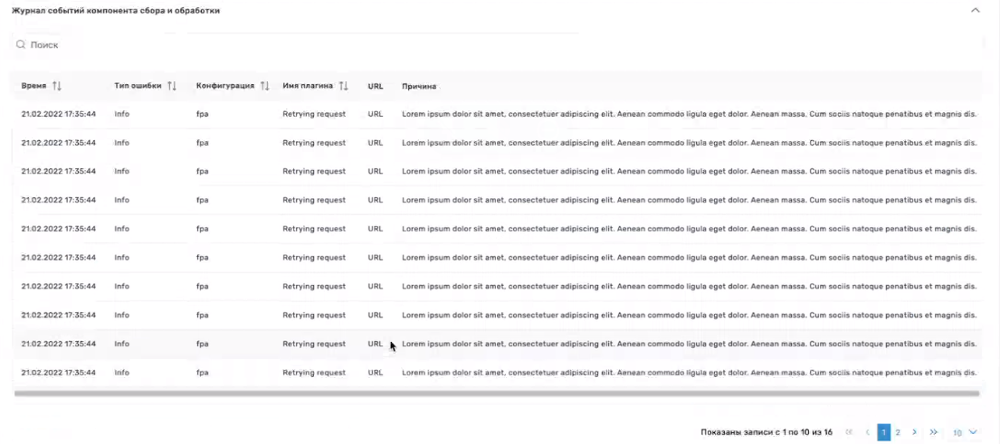 Журнал событий компонента сбора и обработки
Поиск
Время Тип ошибки Конфигурация Имя плагина URL Причина
21.02.2022 17:35:44 Info fpa Retrying request URL Lorem ipsum dolor sit amet, consectetuer adipiscing elit. Aenean commodo ligula eget dolor. Aenean massa. Cum sociis natoque penatibus et magnis dis.
21.02.2022 17:35:44 Info fpa Retrying request URL Lorem ipsum dolor sit amet, consectetuer adipiscing elit. Aenean commodo ligula eget dolor. Aenean massa. Cum sociis natoque penatibus et magnis dis.
21.02.2022 17:35:44 Info fpa Retrying request URL Lorem ipsum dolor sit amet, consectetuer adipiscing elit. Aenean commodo ligula eget dolor. Aenean massa. Cum sociis natoque penatibus et magnis dis.
21.02.2022 17:35:44 Info fpa Retrying request URL Lorem ipsum dolor sit amet, consectetuer adipiscing elit. Aenean commodo ligula eget dolor. Aenean massa. Cum sociis natoque penatibus et magnis dis.
21.02.2022 17:35:44 Info fpa Retrying request URL Lorem ipsum dolor sit amet, consectetuer adipiscing elit. Aenean commodo ligula eget dolor. Aenean massa. Cum sociis natoque penatibus et magnis dis.
21.02.2022 17:35:44 Info fpa Retrying request URL Lorem ipsum dolor sit amet, consectetuer adipiscing elit. Aenean commodo ligula eget dolor. Aenean massa. Cum sociis natoque penatibus et magnis dis.
21.02.2022 17:35:44 Info fpa Retrying request URL Lorem ipsum dolor sit amet, consectetuer adipiscing elit. Aenean commodo ligula eget dolor. Aenean massa. Cum sociis natoque penatibus et magnis dis.
21.02.2022 17:35:44 Info fpa Retrying request URL Lorem ipsum dolor sit amet, consectetuer adipiscing elit. Aenean commodo ligula eget dolor. Aenean massa. Cum sociis natoque penatibus et magnis dis.
21.02.2022 17:35:44 Info fpa Retrying request URL Lorem ipsum dolor sit amet, consectetuer adipiscing elit. Aenean commodo ligula eget dolor. Aenean massa. Cum sociis natoque penatibus et magnis dis.
21.02.2022 17:35:44 Info fpa Retrying request URL Lorem ipsum dolor sit amet, consectetuer adipiscing elit. Aenean commodo ligula eget dolor. Aenean massa. Cum sociis natoque penatibus et magnis dis.
Показаны записи с 1 по 10 из 16 1 2 10